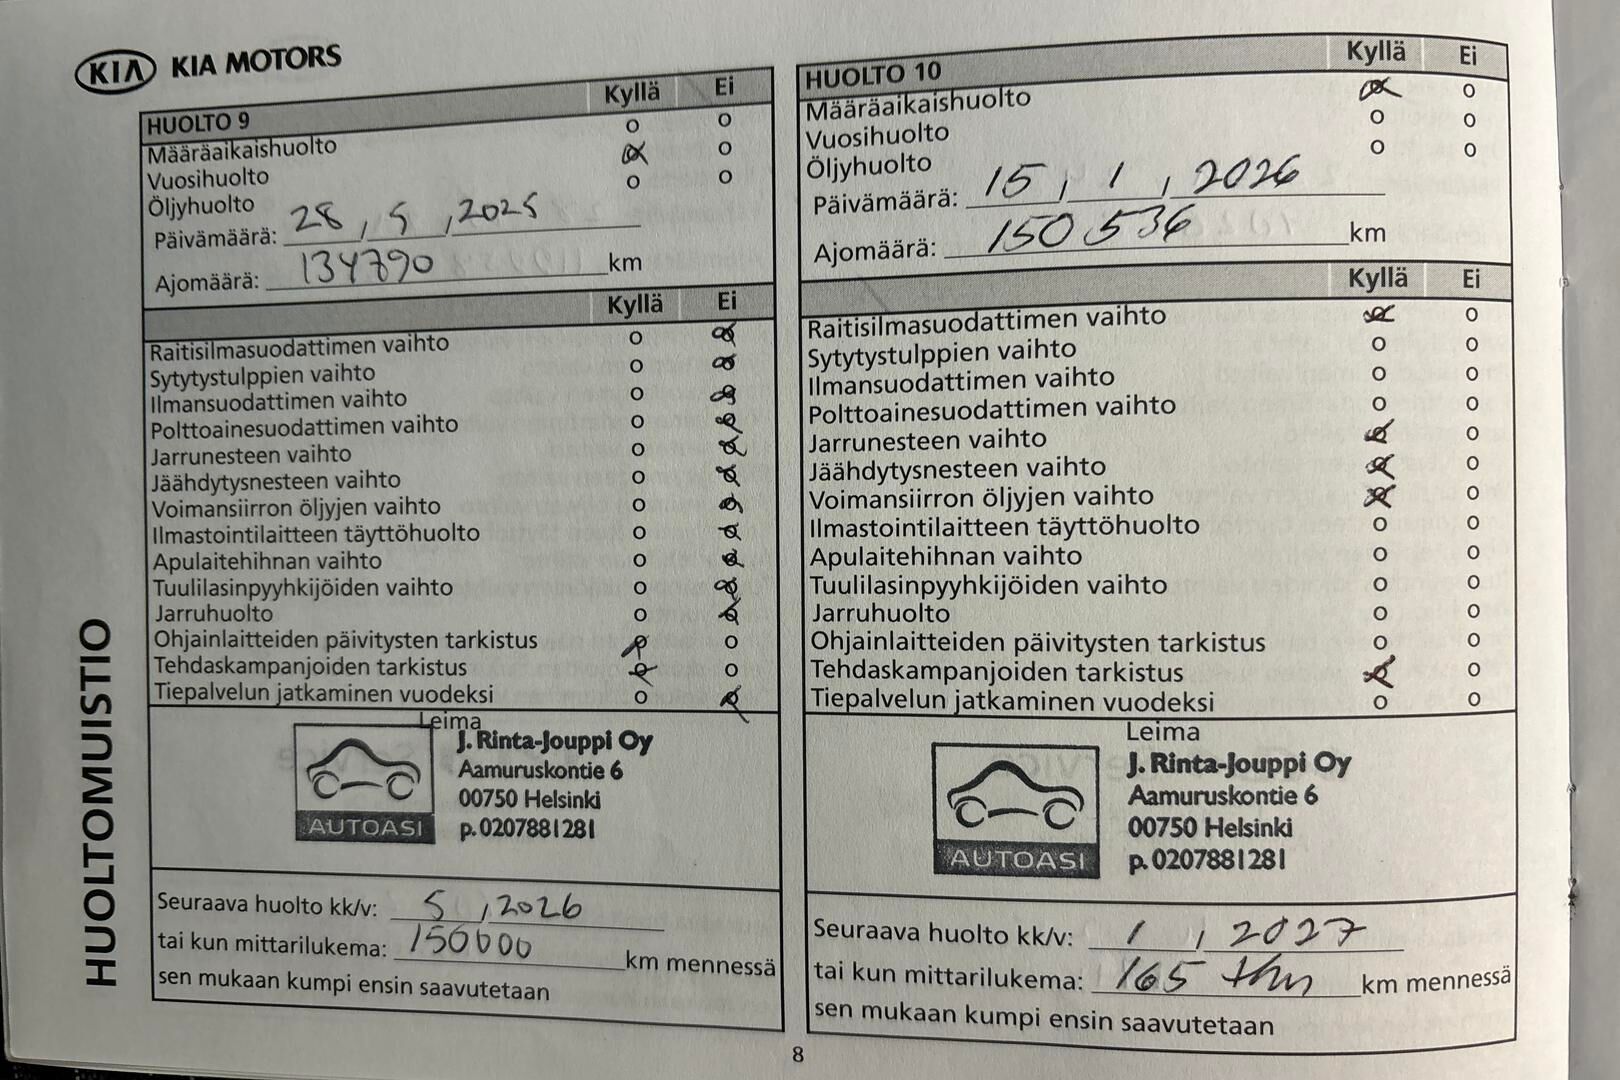 KIA KIA MOTORS
HUOLTOMUISTIO
HUOLTO 9 Kyllä Ei
Määräaikaishuolto o o
Vuosihuolto o o
Öljyhuolto o o
Päivämäärä: 28, 5, 2025
Ajomäärä: 134790 km
Kyllä Ei
Raitisilmasuodattimen vaihto o o
Sytytystulppien vaihto o o
Ilmansuodattimen vaihto o o
Polttoainesuodattimen vaihto o o
Jarrunesteen vaihto o o
Jäähdytysnesteen vaihto o o
Voimansiirron öljyjen vaihto o o
Ilmastointilaitteen täyttöhuolto o o
Apulaitehihnan vaihto o o
Tuulilasinpyyhkijöiden vaihto o o
Jarruhuolto o o
Ohjainlaitteiden päivitysten tarkistus o o
Tehdaskampanjoiden tarkistus o o
Tiepalvelun jatkaminen vuodeksi o o
Leima
AUTOASI
J. Rinta-Jouppi Oy
Aamuruskontie 6
00750 Helsinki
p. 0207881281
Seuraava huolto kk/v: 5, 2026
tai kun mittarilukema: 150000 km mennessä
sen mukaan kumpi ensin saavutetaan
HUOLTO 10 Kyllä Ei
Määräaikaishuolto o o
Vuosihuolto o o
Öljyhuolto o o
Päivämäärä: 15, 1, 2026
Ajomäärä: 150 536 km
Kyllä Ei
Raitisilmasuodattimen vaihto o o
Sytytystulppien vaihto o o
Ilmansuodattimen vaihto o o
Polttoainesuodattimen vaihto o o
Jarrunesteen vaihto o o
Jäähdytysnesteen vaihto o o
Voimansiirron öljyjen vaihto o o
Ilmastointilaitteen täyttöhuolto o o
Apulaitehihnan vaihto o o
Tuulilasinpyyhkijöiden vaihto o o
Jarruhuolto o o
Ohjainlaitteiden päivitysten tarkistus o o
Tehdaskampanjoiden tarkistus o o
Tiepalvelun jatkaminen vuodeksi o o
Leima
AUTOASI
J. Rinta-Jouppi Oy
Aamuruskontie 6
00750 Helsinki
p. 0207881281
Seuraava huolto kk/v: 1, 2027
tai kun mittarilukema: 165 tkm km mennessä
sen mukaan kumpi ensin saavutetaan
8